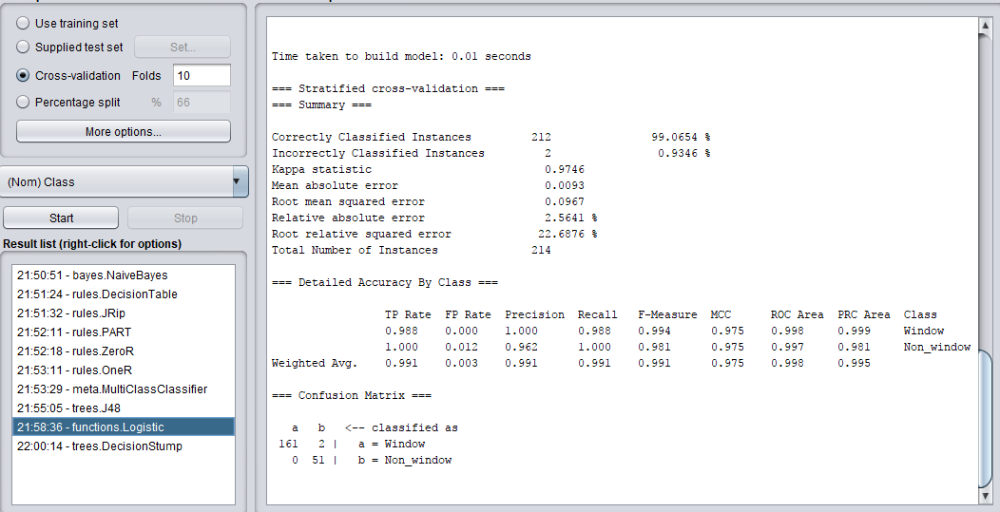 Use training set
Supplied test set Set...
Cross-validation Folds 10
Percentage split % 66
More options...
(Nom) Class
Start Stop
Result list (right-click for options)
21:50:51 - bayes.NaiveBayes
21:51:24 - rules.DecisionTable
21:51:32 - rules.JRip
21:52:11 - rules.PART
21:52:18 - rules.ZeroR
21:53:11 - rules.OneR
21:53:29 - meta.MultiClassClassifier
21:55:05 - trees.J48
21:58:36 - functions.Logistic
22:00:14 - trees.DecisionStump
Time taken to build model: 0.01 seconds
=== Stratified cross-validation ===
=== Summary ===
Correctly Classified Instances 212 99.0654 %
Incorrectly Classified Instances 2 0.9346 %
Kappa statistic 0.9746
Mean absolute error 0.0093
Root mean squared error 0.0967
Relative absolute error 2.5641 %
Root relative squared error 22.6876 %
Total Number of Instances 214
=== Detailed Accuracy By Class ===
TP Rate FP Rate Precision Recall F-Measure MCC ROC Area PRC Area Class
0.988 0.000 1.000 0.988 0.994 0.975 0.998 0.999 Window
1.000 0.012 0.962 1.000 0.981 0.975 0.997 0.981 Non_window
Weighted Avg. 0.991 0.003 0.991 0.991 0.991 0.975 0.998 0.995
=== Confusion Matrix ===
a b <-- classified as
161 2 | a = Window
0 51 | b = Non_window